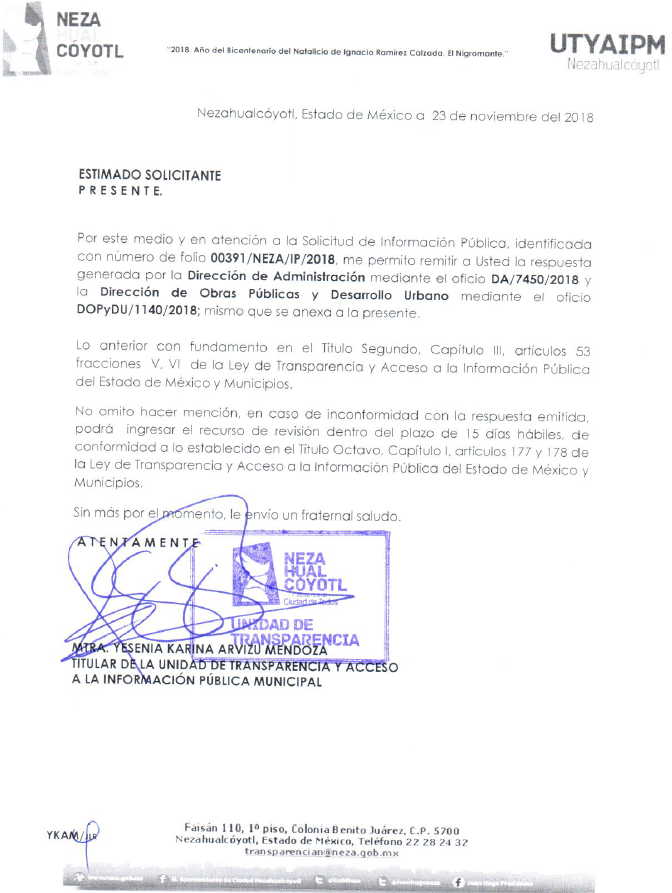 NEZA
HUAL
CÓYOTL
"2018. Año del Bicentenario del Natalicio de Ignacio Ramírez Calzada. El Nigromante."
UTYAIPM
Nezahualcóyotl
Nezahualcóyotl, Estado de México a 23 de noviembre del 2018
ESTIMADO SOLICITANTE
P R E S E N T E.
Por este medio y en atención a la Solicitud de Información Pública, identificada
con número de folio 00391/NEZA/IP/2018, me permito remitir a Usted la respuesta
generada por la Dirección de Administración mediante el oficio DA/7450/2018 y
la Dirección de Obras Públicas y Desarrollo Urbano mediante el oficio
DOPyDU/1140/2018; mismo que se anexa a la presente.
Lo anterior con fundamento en el Título Segundo, Capítulo III, artículos 53
fracciones V, VI de la Ley de Transparencia y Acceso a la Información Pública
del Estado de México y Municipios.
No omito hacer mención, en caso de inconformidad con la respuesta emitida,
podrá ingresar el recurso de revisión dentro del plazo de 15 días hábiles, de
conformidad a lo establecido en el Título Octavo, Capítulo I, artículos 177 y 178 de
la Ley de Transparencia y Acceso a la Información Pública del Estado de México y
Municipios.
Sin más por el momento, le envío un fraternal saludo.
A T E N T A M E N T E
NEZA
HUAL
CÓYOTL
Ciudad de Todos
UNIDAD DE
TRANSPARENCIA
MTRA. YESENIA KARINA ARVIZU MENDOZA
TITULAR DE LA UNIDAD DE TRANSPARENCIA Y ACCESO
A LA INFORMACIÓN PÚBLICA MUNICIPAL
YKAM/JLR
Faisán 110, 1º piso, Colonia Benito Juárez, C.P. 5700
Nezahualcóyotl, Estado de México, Teléfono 22 28 24 32
transparencian@neza.gob.mx
www.neza.gob.mx H. Ayuntamiento de Ciudad Nezahualcóyotl